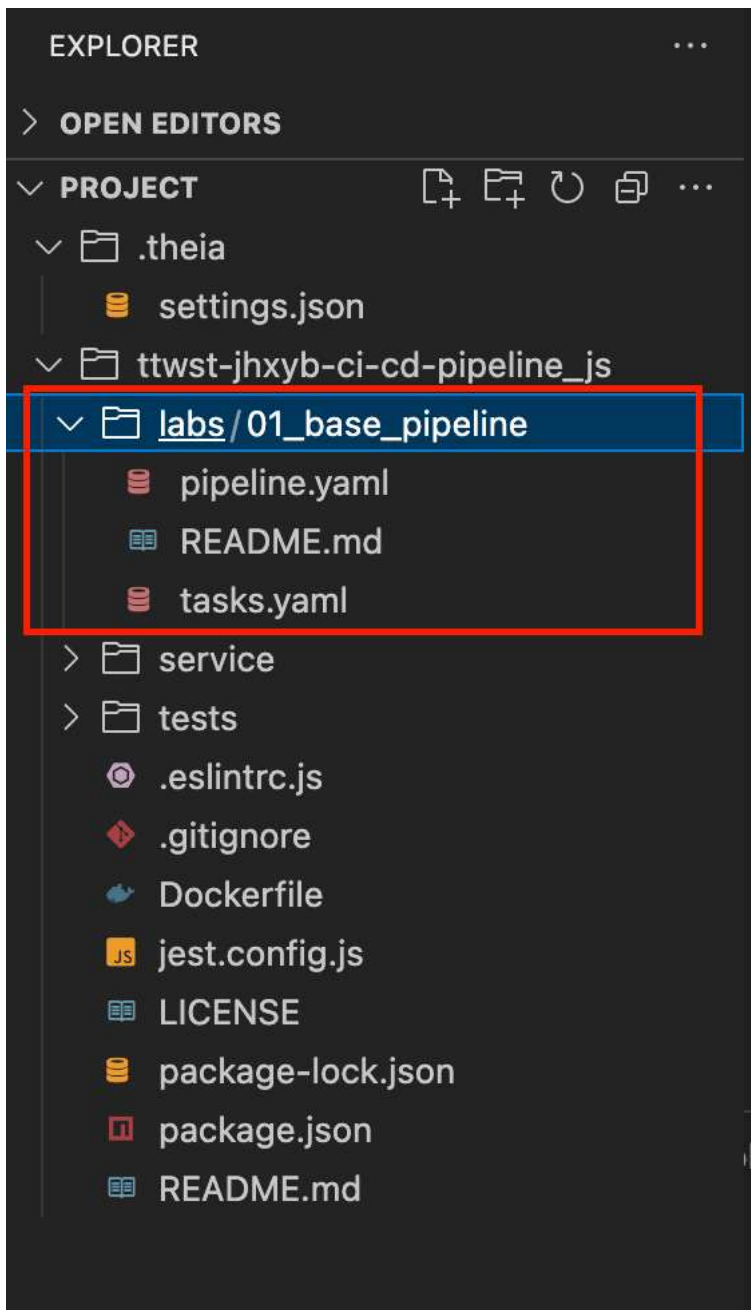 EXPLORER
OPEN EDITORS
PROJECT
.theia
settings.json
ttwst-jhxyb-ci-cd-pipeline_js
labs/01_base_pipeline
pipeline.yaml
README.md
tasks.yaml
service
tests
.eslintrc.js
.gitignore
Dockerfile
JS jest.config.js
LICENSE
package-lock.json
package.json
README.md